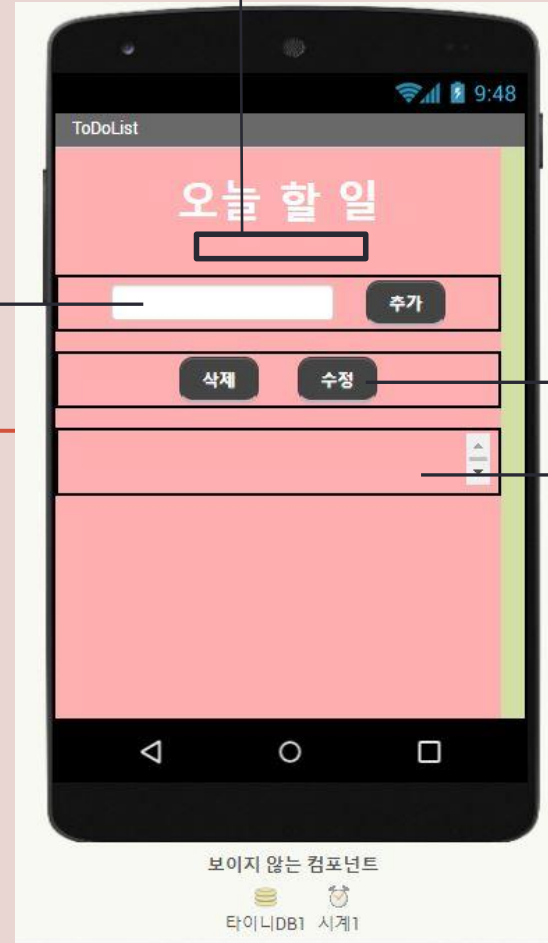 9:48
ToDoList
오늘 할 일
추가
삭제 수정
보이지 않는 컴포넌트
타이니DB1 시계1